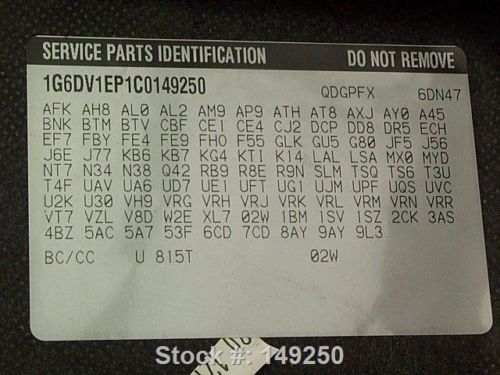 SERVICE PARTS IDENTIFICATION DO NOT REMOVE
1G6DV1EP1C0149250 QDGPFX 6DN47
AFK AH8 AL0 AL2 AM9 AP9 ATH AT8 AXJ AY0 A45
BNK BTM BTV CBF CE1 CE4 CJ2 DCP DD8 DR5 ECH
EF7 FBY FE4 FE9 FHO F55 GLK GU5 G80 JF5 J56
J6E J77 KB6 KB7 KG4 KTI K14 LAL LSA MX0 MYD
NT7 N34 N38 Q42 RB9 R8E R9N SLM TSQ TS6 T3U
T4F UAV UA6 UD7 UE1 UFT UG1 UJM UPF UQS UVC
U2K U30 VH9 VRG VRH VRJ VRK VRL VRM VRN VRR
VT7 VZL V8D W2E XL7 02W 1BM 1SV 1SZ 2CK 3AS
4BZ 5AC 5A7 53F 6CD 7CD 8AY 9AY 9L3
BC/CC U 815T 02W
Stock #: 149250